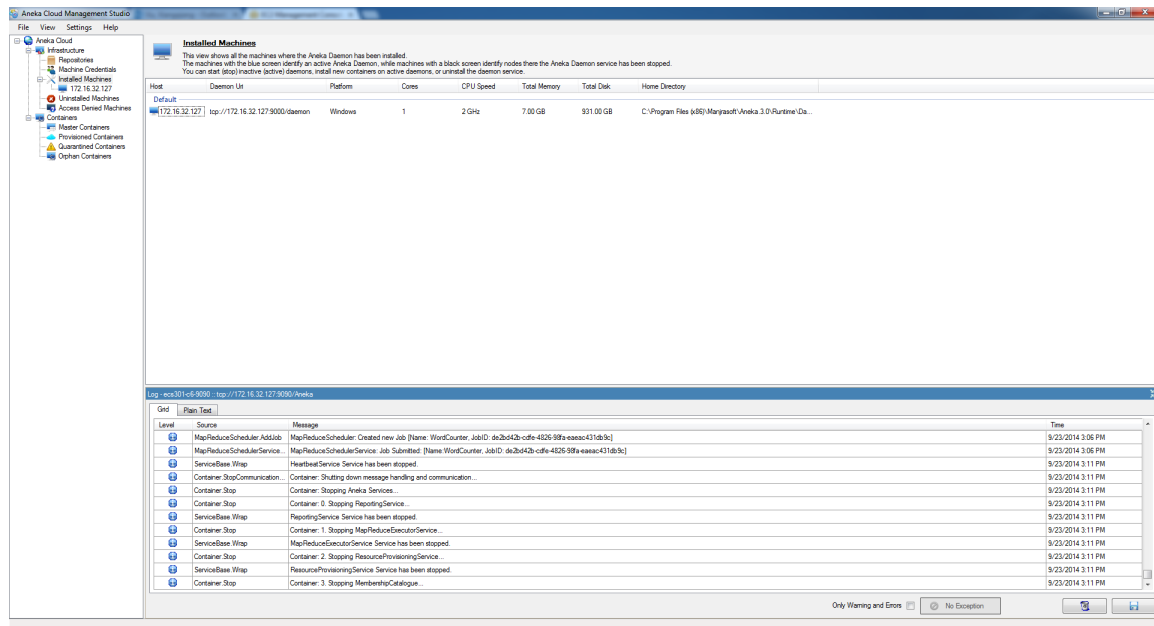 Aneka Cloud Management Studio
File View Settings Help
Aneka Cloud
Infrastructure
Repositories
Machine Credentials
Installed Machines
172.16.32.127
Uninstalled Machines
Access Denied Machines
Containers
Master Containers
Provisioned Containers
Quarantined Containers
Orphan Containers
Installed Machines
This view shows all the machines where the Aneka Daemon has been installed.
The machines with the blue screen identify an active Aneka Daemon, while machines with a black screen identify nodes there the Aneka Daemon service has been stopped.
You can start (stop) inactive (active) daemons, install new containers on active daemons, or uninstall the daemon service.
Host Daemon Uri Platform Cores CPU Speed Total Memory Total Disk Home Directory
Default
172.16.32.127 tcp://172.16.32.127:9000/daemon Windows 1 2 GHz 7.00 GB 931.00 GB C:\Program Files (x86)\Manjrasoft\Aneka.3.0\Runtime\Da...
Log - ecs301-c6-9090 :: tcp://172.16.32.127:9090/Aneka
Grid Plain Text
Level Source Message Time
MapReduceScheduler.AddJob MapReduceScheduler: Created new Job [Name: WordCounter, JobID: de2bd42b-cdfe-4826-98fa-eaeac431db9c] 9/23/2014 3:06 PM
MapReduceSchedulerService... MapReduceSchedulerService: Job Submitted: [Name:WordCounter, JobID: de2bd42b-cdfe-4826-98fa-eaeac431db9c] 9/23/2014 3:06 PM
ServiceBase.Wrap HeartbeatService Service has been stopped. 9/23/2014 3:11 PM
Container.StopCommunication... Container: Shutting down message handling and communication... 9/23/2014 3:11 PM
Container.Stop Container: Stopping Aneka Services... 9/23/2014 3:11 PM
Container.Stop Container: 0. Stopping ReportingService... 9/23/2014 3:11 PM
ServiceBase.Wrap ReportingService Service has been stopped. 9/23/2014 3:11 PM
Container.Stop Container: 1. Stopping MapReduceExecutorService... 9/23/2014 3:11 PM
ServiceBase.Wrap MapReduceExecutorService Service has been stopped. 9/23/2014 3:11 PM
Container.Stop Container: 2. Stopping ResourceProvisioningService... 9/23/2014 3:11 PM
ServiceBase.Wrap ResourceProvisioningService Service has been stopped. 9/23/2014 3:11 PM
Container.Stop Container: 3. Stopping MembershipCatalogue... 9/23/2014 3:11 PM
Only Warning and Errors No Exception